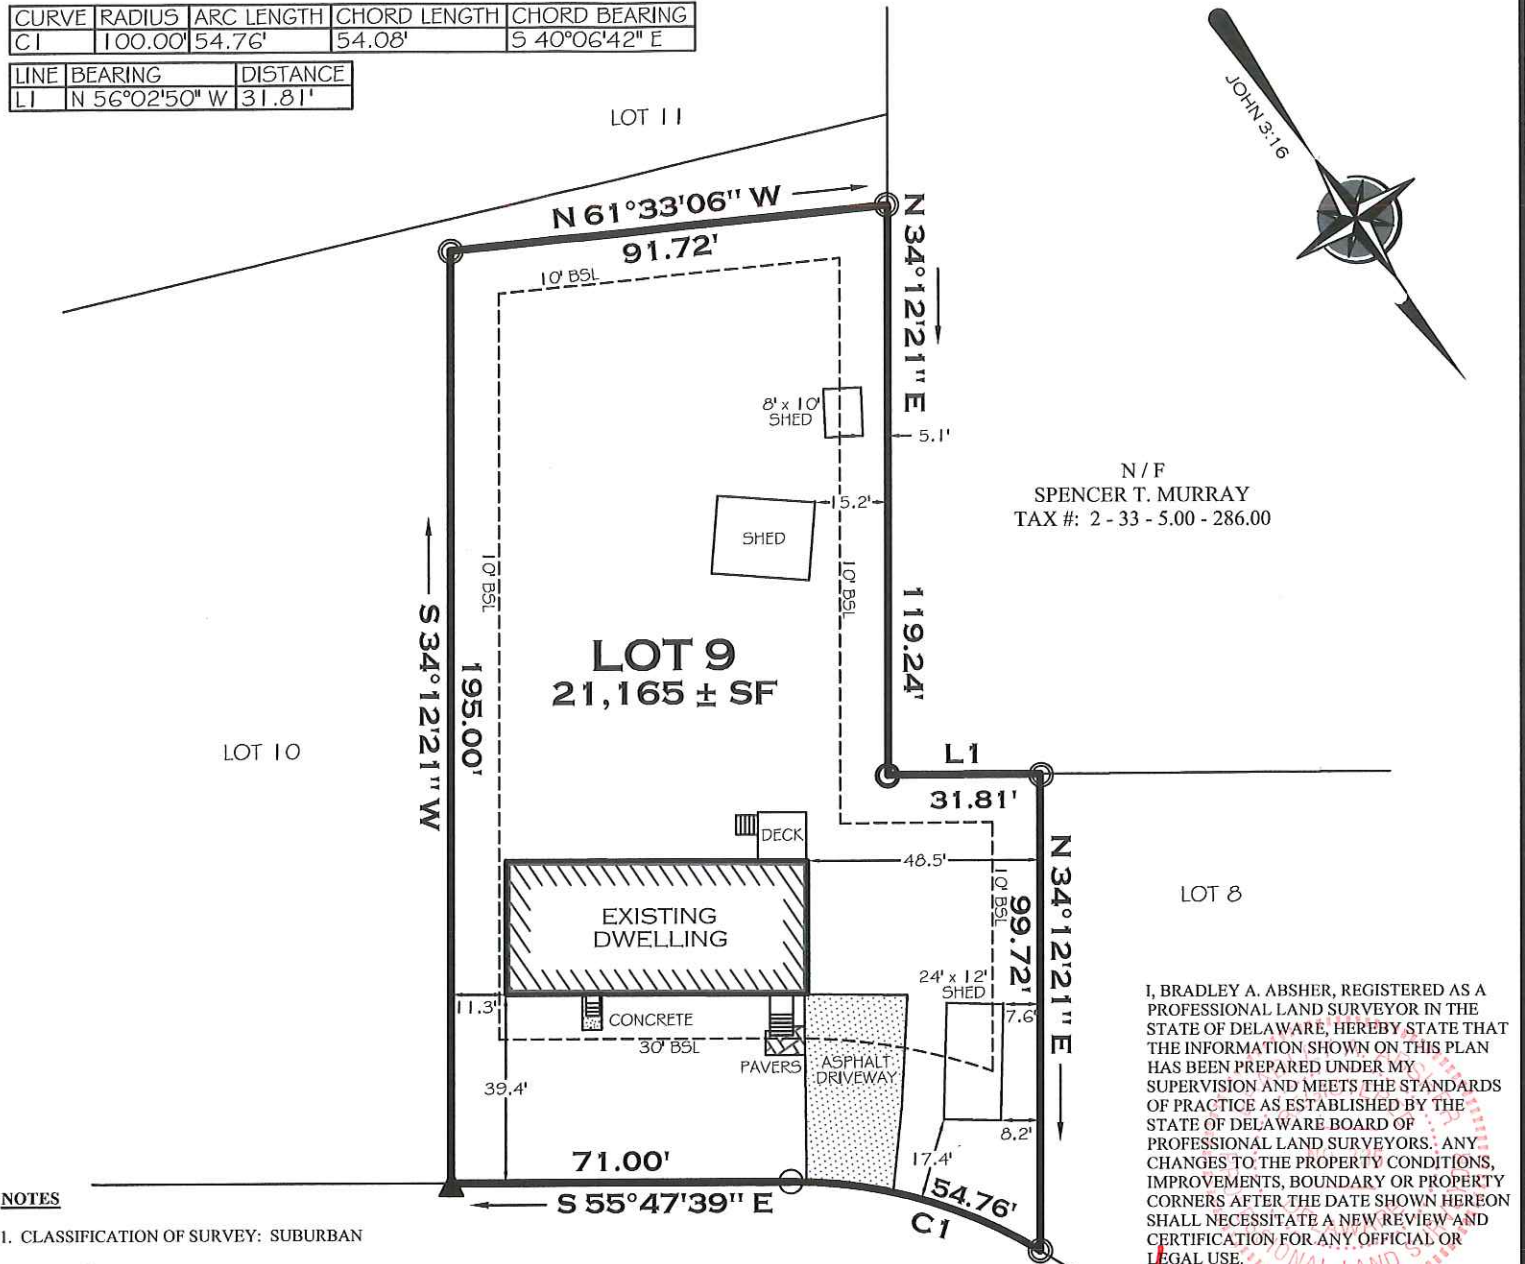 CURVE RADIUS ARC LENGTH CHORD LENGTH CHORD BEARING
C1 100.00' 54.76' 54.08' S 40°06'42" E
LINE BEARING DISTANCE
L1 N 56°02'50" W 31.81'
JOHN 3:16
LOT 11
N 61°33'06" W
91.72'
10' BSL
N 34°12'21" E
119.24'
8' x 10'
SHED
5.1'
15.2'
SHED
N / F
SPENCER T. MURRAY
TAX #: 2 - 33 - 5.00 - 286.00
10' BSL
10' BSL
S 34°12'21" W
195.00'
LOT 9
21,165 ± SF
LOT 10
L1
31.81'
DECK
48.5'
10' BSL
N 34°12'21" E
99.72'
LOT 8
EXISTING
DWELLING
24' x 12'
SHED
11.3'
7.6'
CONCRETE
30' BSL
PAVERS
ASPHALT
DRIVEWAY
39.4'
8.2'
17.4'
71.00'
S 55°47'39" E
54.76'
C1
I, BRADLEY A. ABSHER, REGISTERED AS A
PROFESSIONAL LAND SURVEYOR IN THE
STATE OF DELAWARE, HEREBY STATE THAT
THE INFORMATION SHOWN ON THIS PLAN
HAS BEEN PREPARED UNDER MY
SUPERVISION AND MEETS THE STANDARDS
OF PRACTICE AS ESTABLISHED BY THE
STATE OF DELAWARE BOARD OF
PROFESSIONAL LAND SURVEYORS. ANY
CHANGES TO THE PROPERTY CONDITIONS,
IMPROVEMENTS, BOUNDARY OR PROPERTY
CORNERS AFTER THE DATE SHOWN HEREON
SHALL NECESSITATE A NEW REVIEW AND
CERTIFICATION FOR ANY OFFICIAL OR
LEGAL USE.
NOTES
1. CLASSIFICATION OF SURVEY: SUBURBAN